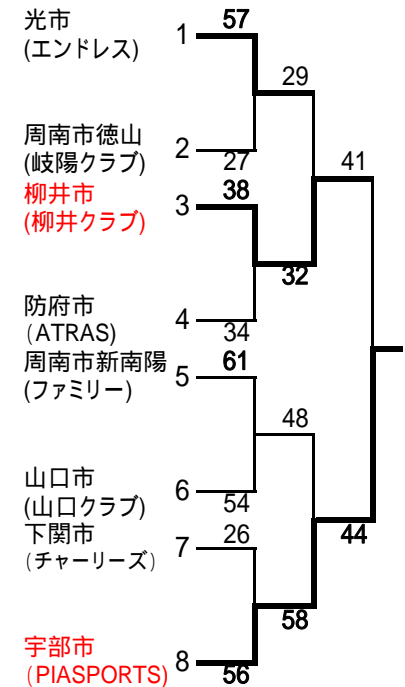 光市
(エンドレス)
1
57
29
周南市徳山
(岐陽クラブ)
2
27
41
柳井市
(柳井クラブ)
3
38
32
防府市
(ATRAS)
4
34
周南市新南陽
(ファミリー)
5
61
48
山口市
(山口クラブ)
6
54
下関市
(チャーリーズ)
7
26
44
58
宇部市
(PIASPORTS)
8
56